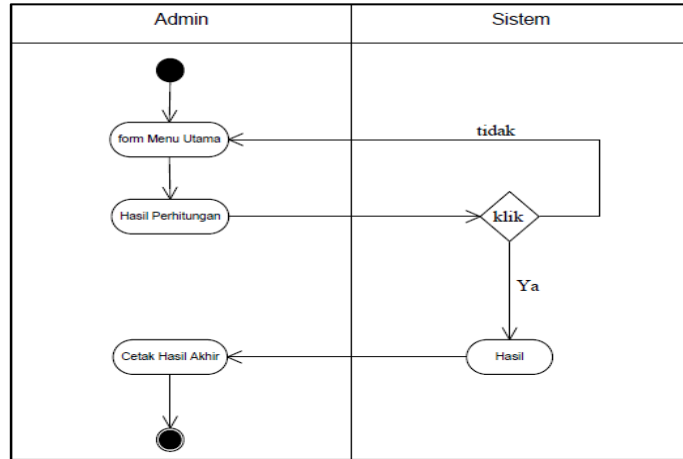 Admin
Sistem
form Menu Utama
tidak
Hasil Perhitungan
klik
Ya
Cetak Hasil Akhir
Hasil